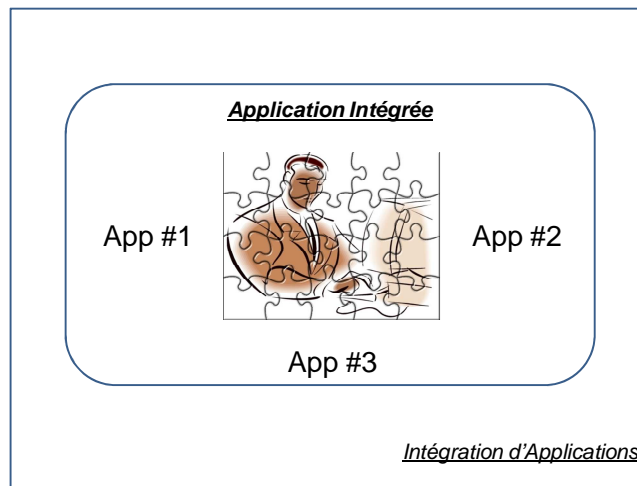 Application Intégrée
App #1
App #2
App #3
Intégration d’Applications